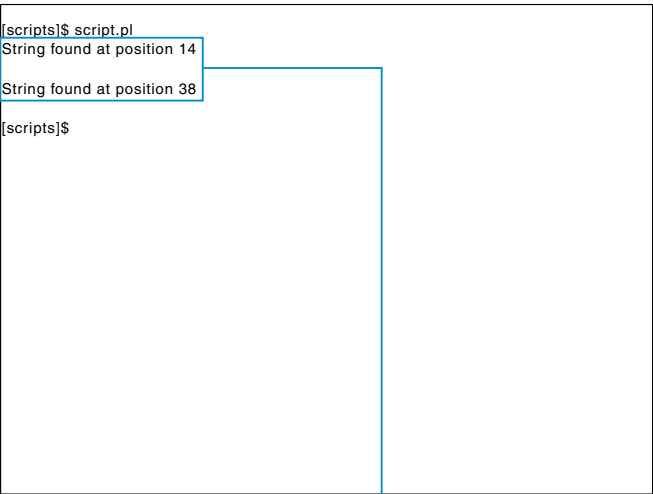 [scripts]$ script.pl
String found at position 14
String found at position 38
[scripts]$